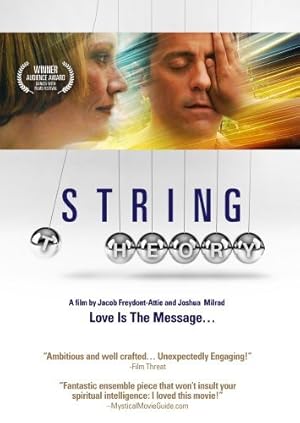 WINNER
AUDIENCE AWARD
STRING
THEORY
A film by Jacob Freydont-Attie and Joshua Milrad
Love Is The Message…
“Ambitious and well crafted… Unexpectedly Engaging!”
-Film Threat
“Fantastic ensemble piece that won't insult your
spiritual intelligence: I loved this movie!”
–MysticalMovieGuide.com